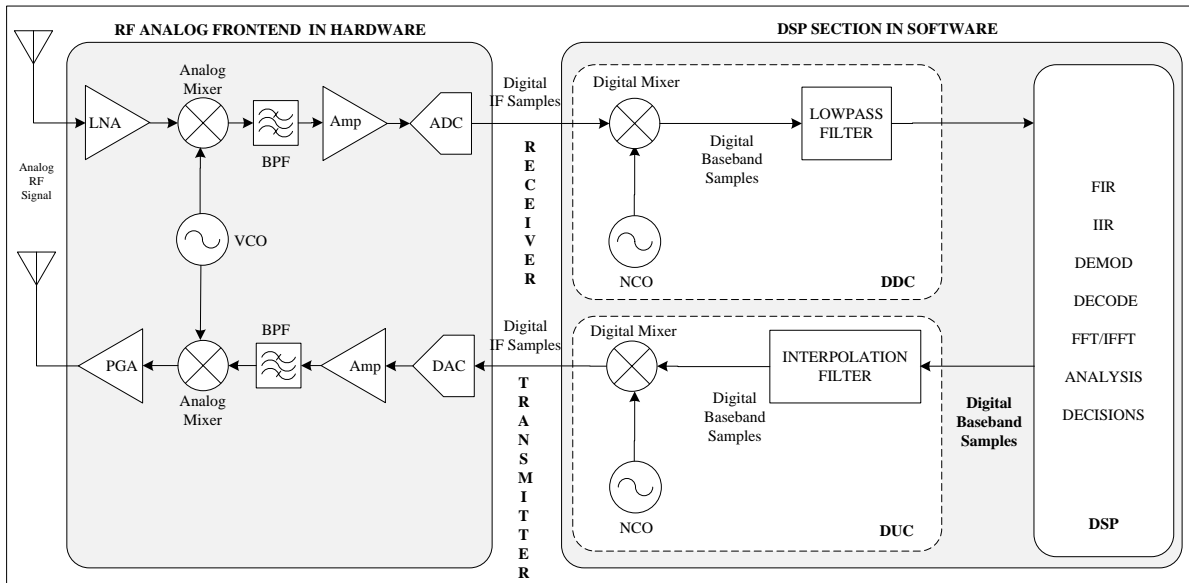 RF ANALOG FRONTEND IN HARDWARE
DSP SECTION IN SOFTWARE
Analog
Mixer
LNA
BPF
Amp
ADC
Digital
IF Samples
Analog
RF
Signal
VCO
RECEIVER
Digital Mixer
Digital
Baseband
Samples
LOWPASS
FILTER
NCO
DDC
PGA
Analog
Mixer
BPF
Amp
DAC
Digital
IF Samples
TRANSMITTER
Digital Mixer
Digital
Baseband
Samples
INTERPOLATION
FILTER
NCO
DUC
Digital
Baseband
Samples
FIR
IIR
DEMOD
DECODE
FFT/IFFT
ANALYSIS
DECISIONS
DSP